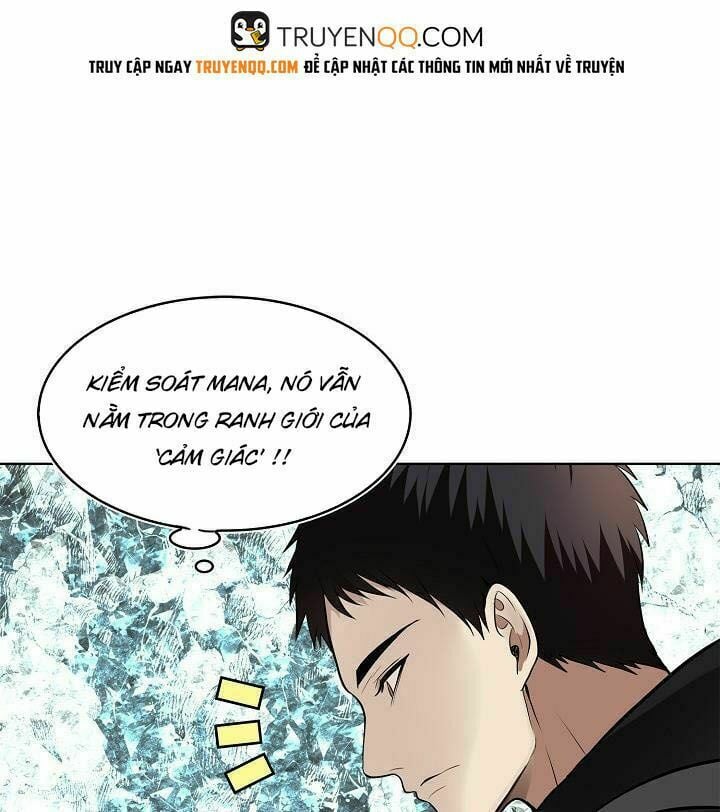 TRUYENQQ.COM
TRUY CẬP NGAY TRUYENQQ.COM ĐỂ CẬP NHẬT CÁC THÔNG TIN MỚI NHẤT VỀ TRUYỆN
KIỂM SOÁT MANA, NÓ VẪN
NẰM TRONG RANH GIỚI CỦA
'CẢM GIÁC' !!